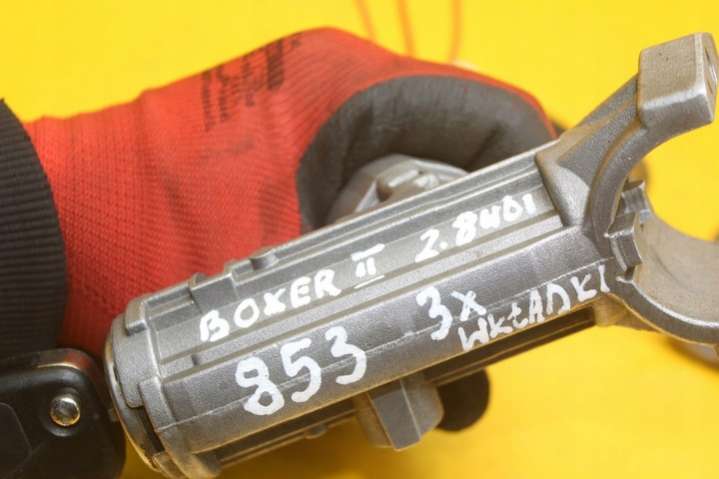 BOXER II 2.8HDI
853 3x
WKŁADKI